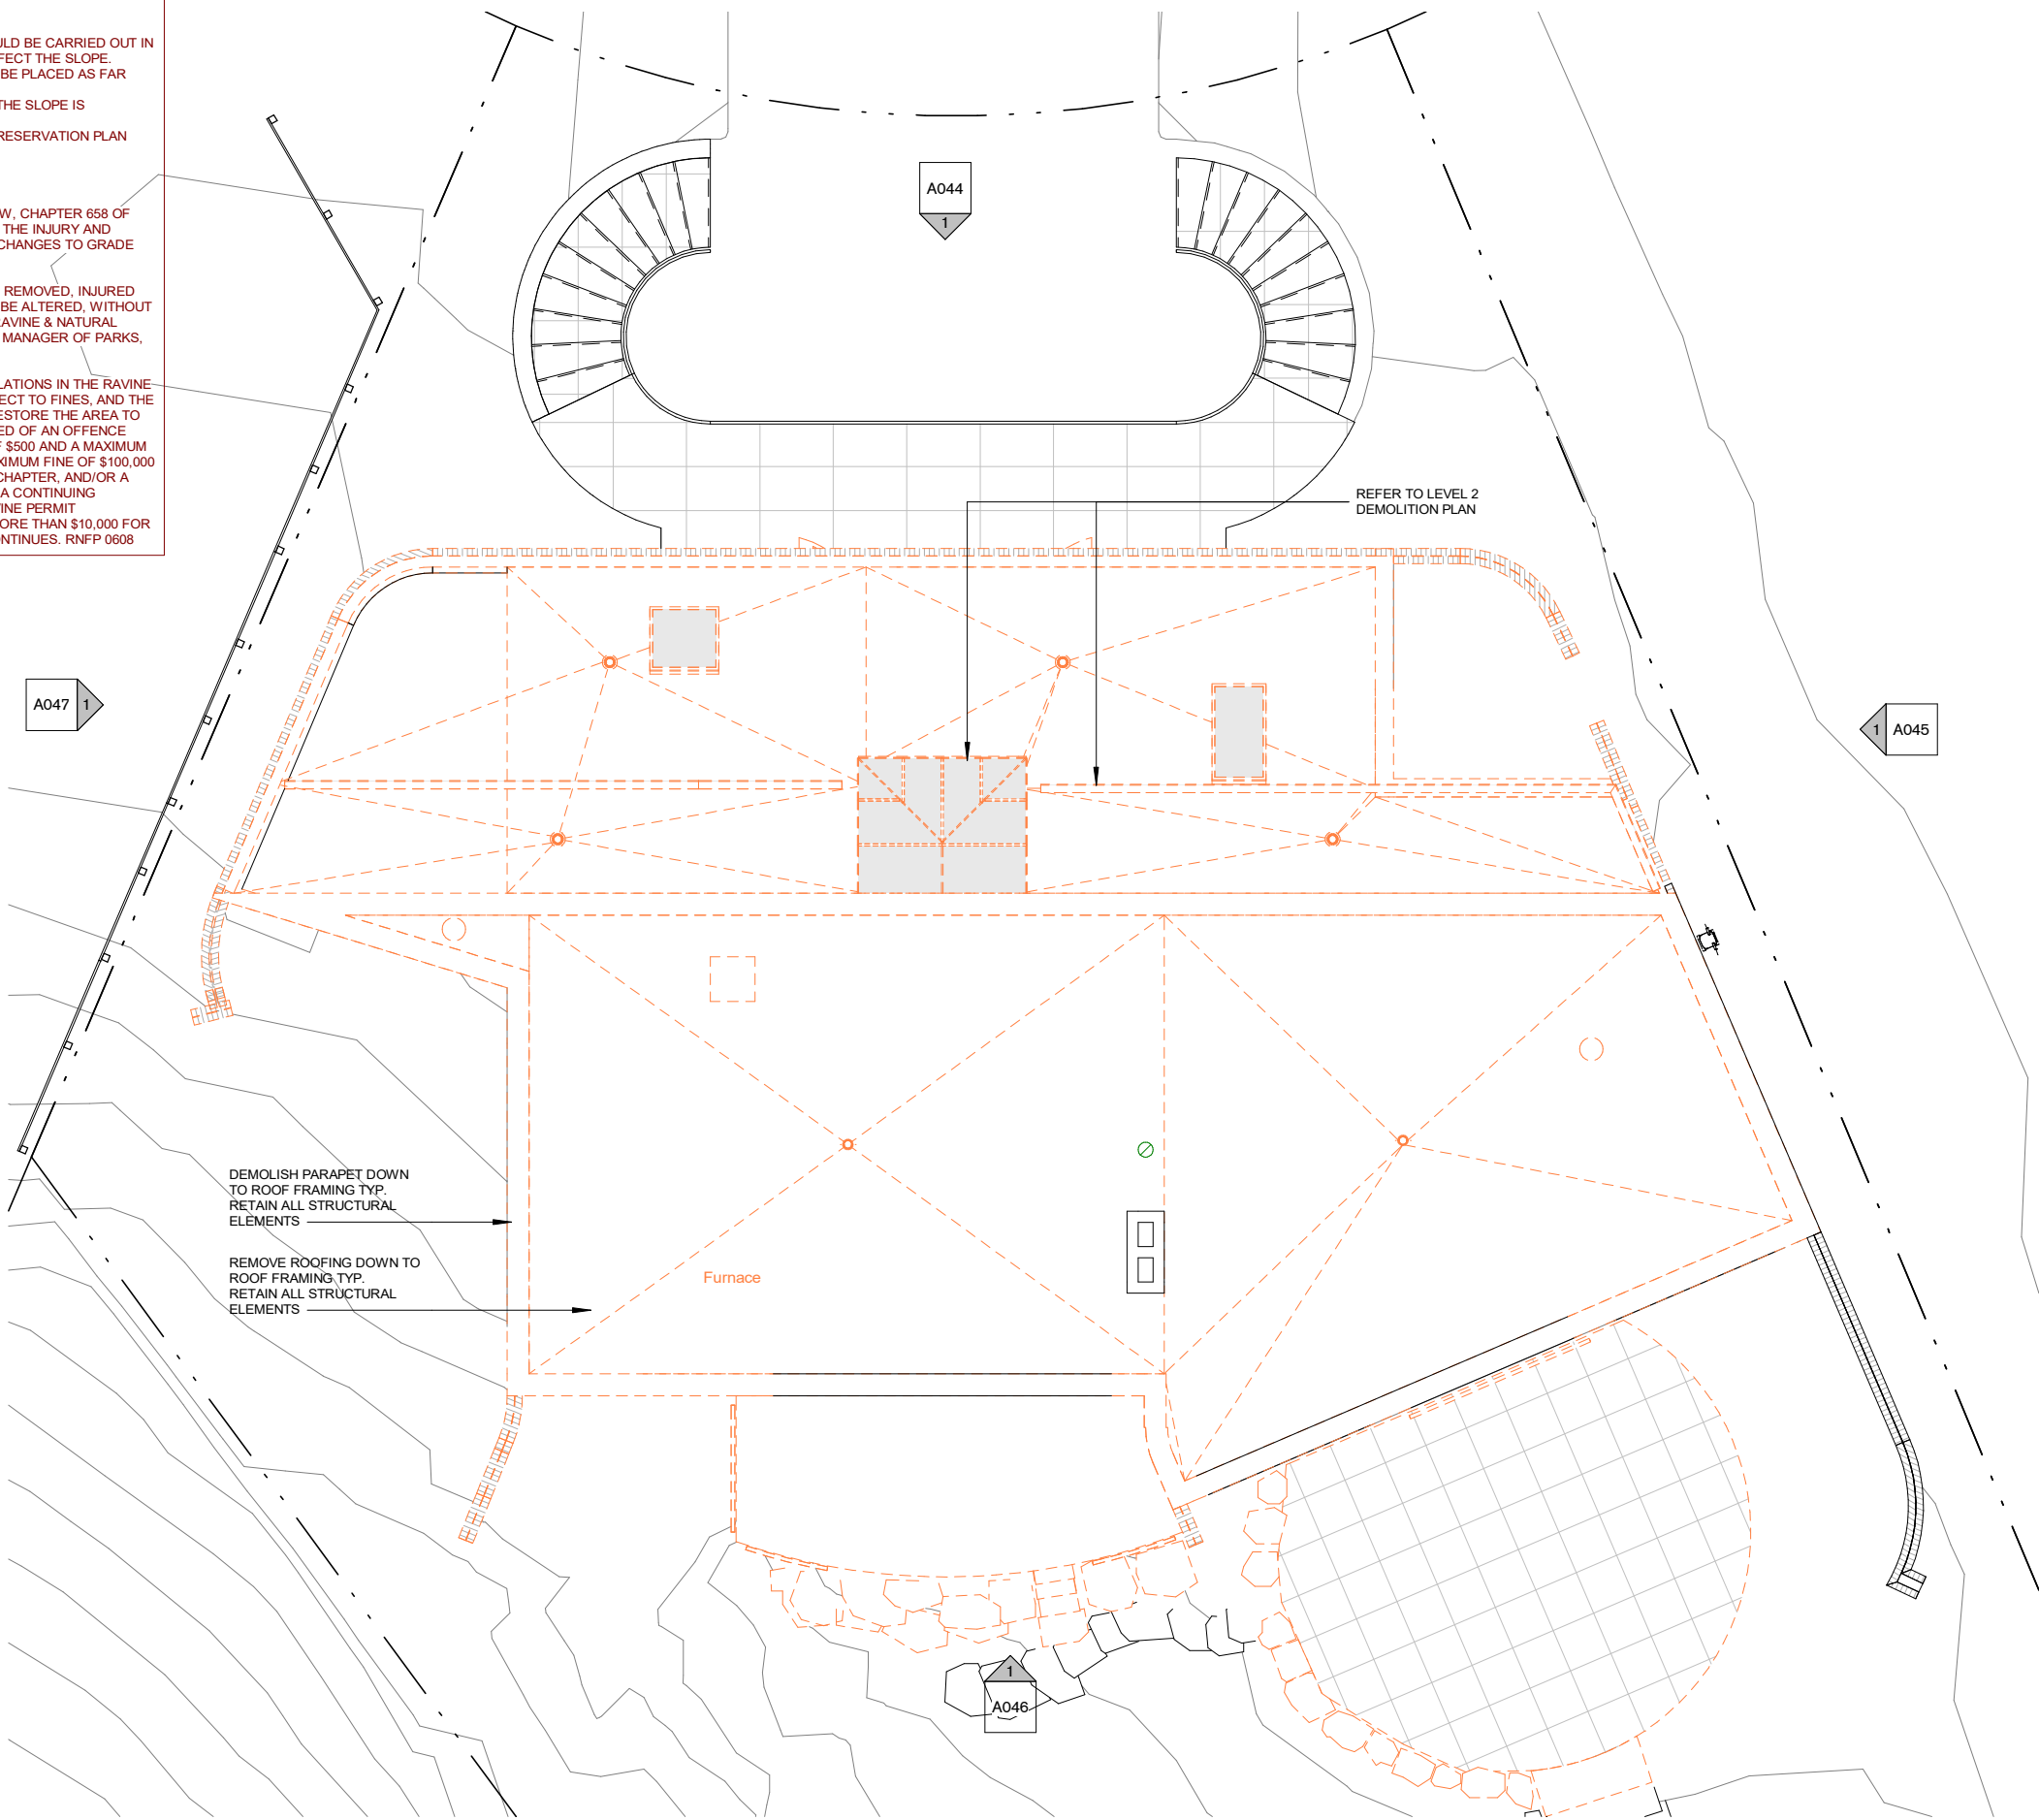 ULD BE CARRIED OUT IN
FECT THE SLOPE.
BE PLACED AS FAR
THE SLOPE IS
RESERVATION PLAN
W, CHAPTER 658 OF
THE INJURY AND
CHANGES TO GRADE
REMOVED, INJURED
BE ALTERED, WITHOUT
RAVINE & NATURAL
MANAGER OF PARKS,
LATIONS IN THE RAVINE
ECT TO FINES, AND THE
ESTORE THE AREA TO
ED OF AN OFFENCE
F $500 AND A MAXIMUM
XIMUM FINE OF $100,000
CHAPTER, AND/OR A
A CONTINUING
VINE PERMIT
ORE THAN $10,000 FOR
ONTINUES. RNFP 0608
A044
1
REFER TO LEVEL 2
DEMOLITION PLAN
A047 1
1 A045
DEMOLISH PARAPET DOWN
TO ROOF FRAMING TYP.
RETAIN ALL STRUCTURAL
ELEMENTS
REMOVE ROOFING DOWN TO
ROOF FRAMING TYP.
RETAIN ALL STRUCTURAL
ELEMENTS
Furnace
1
A046